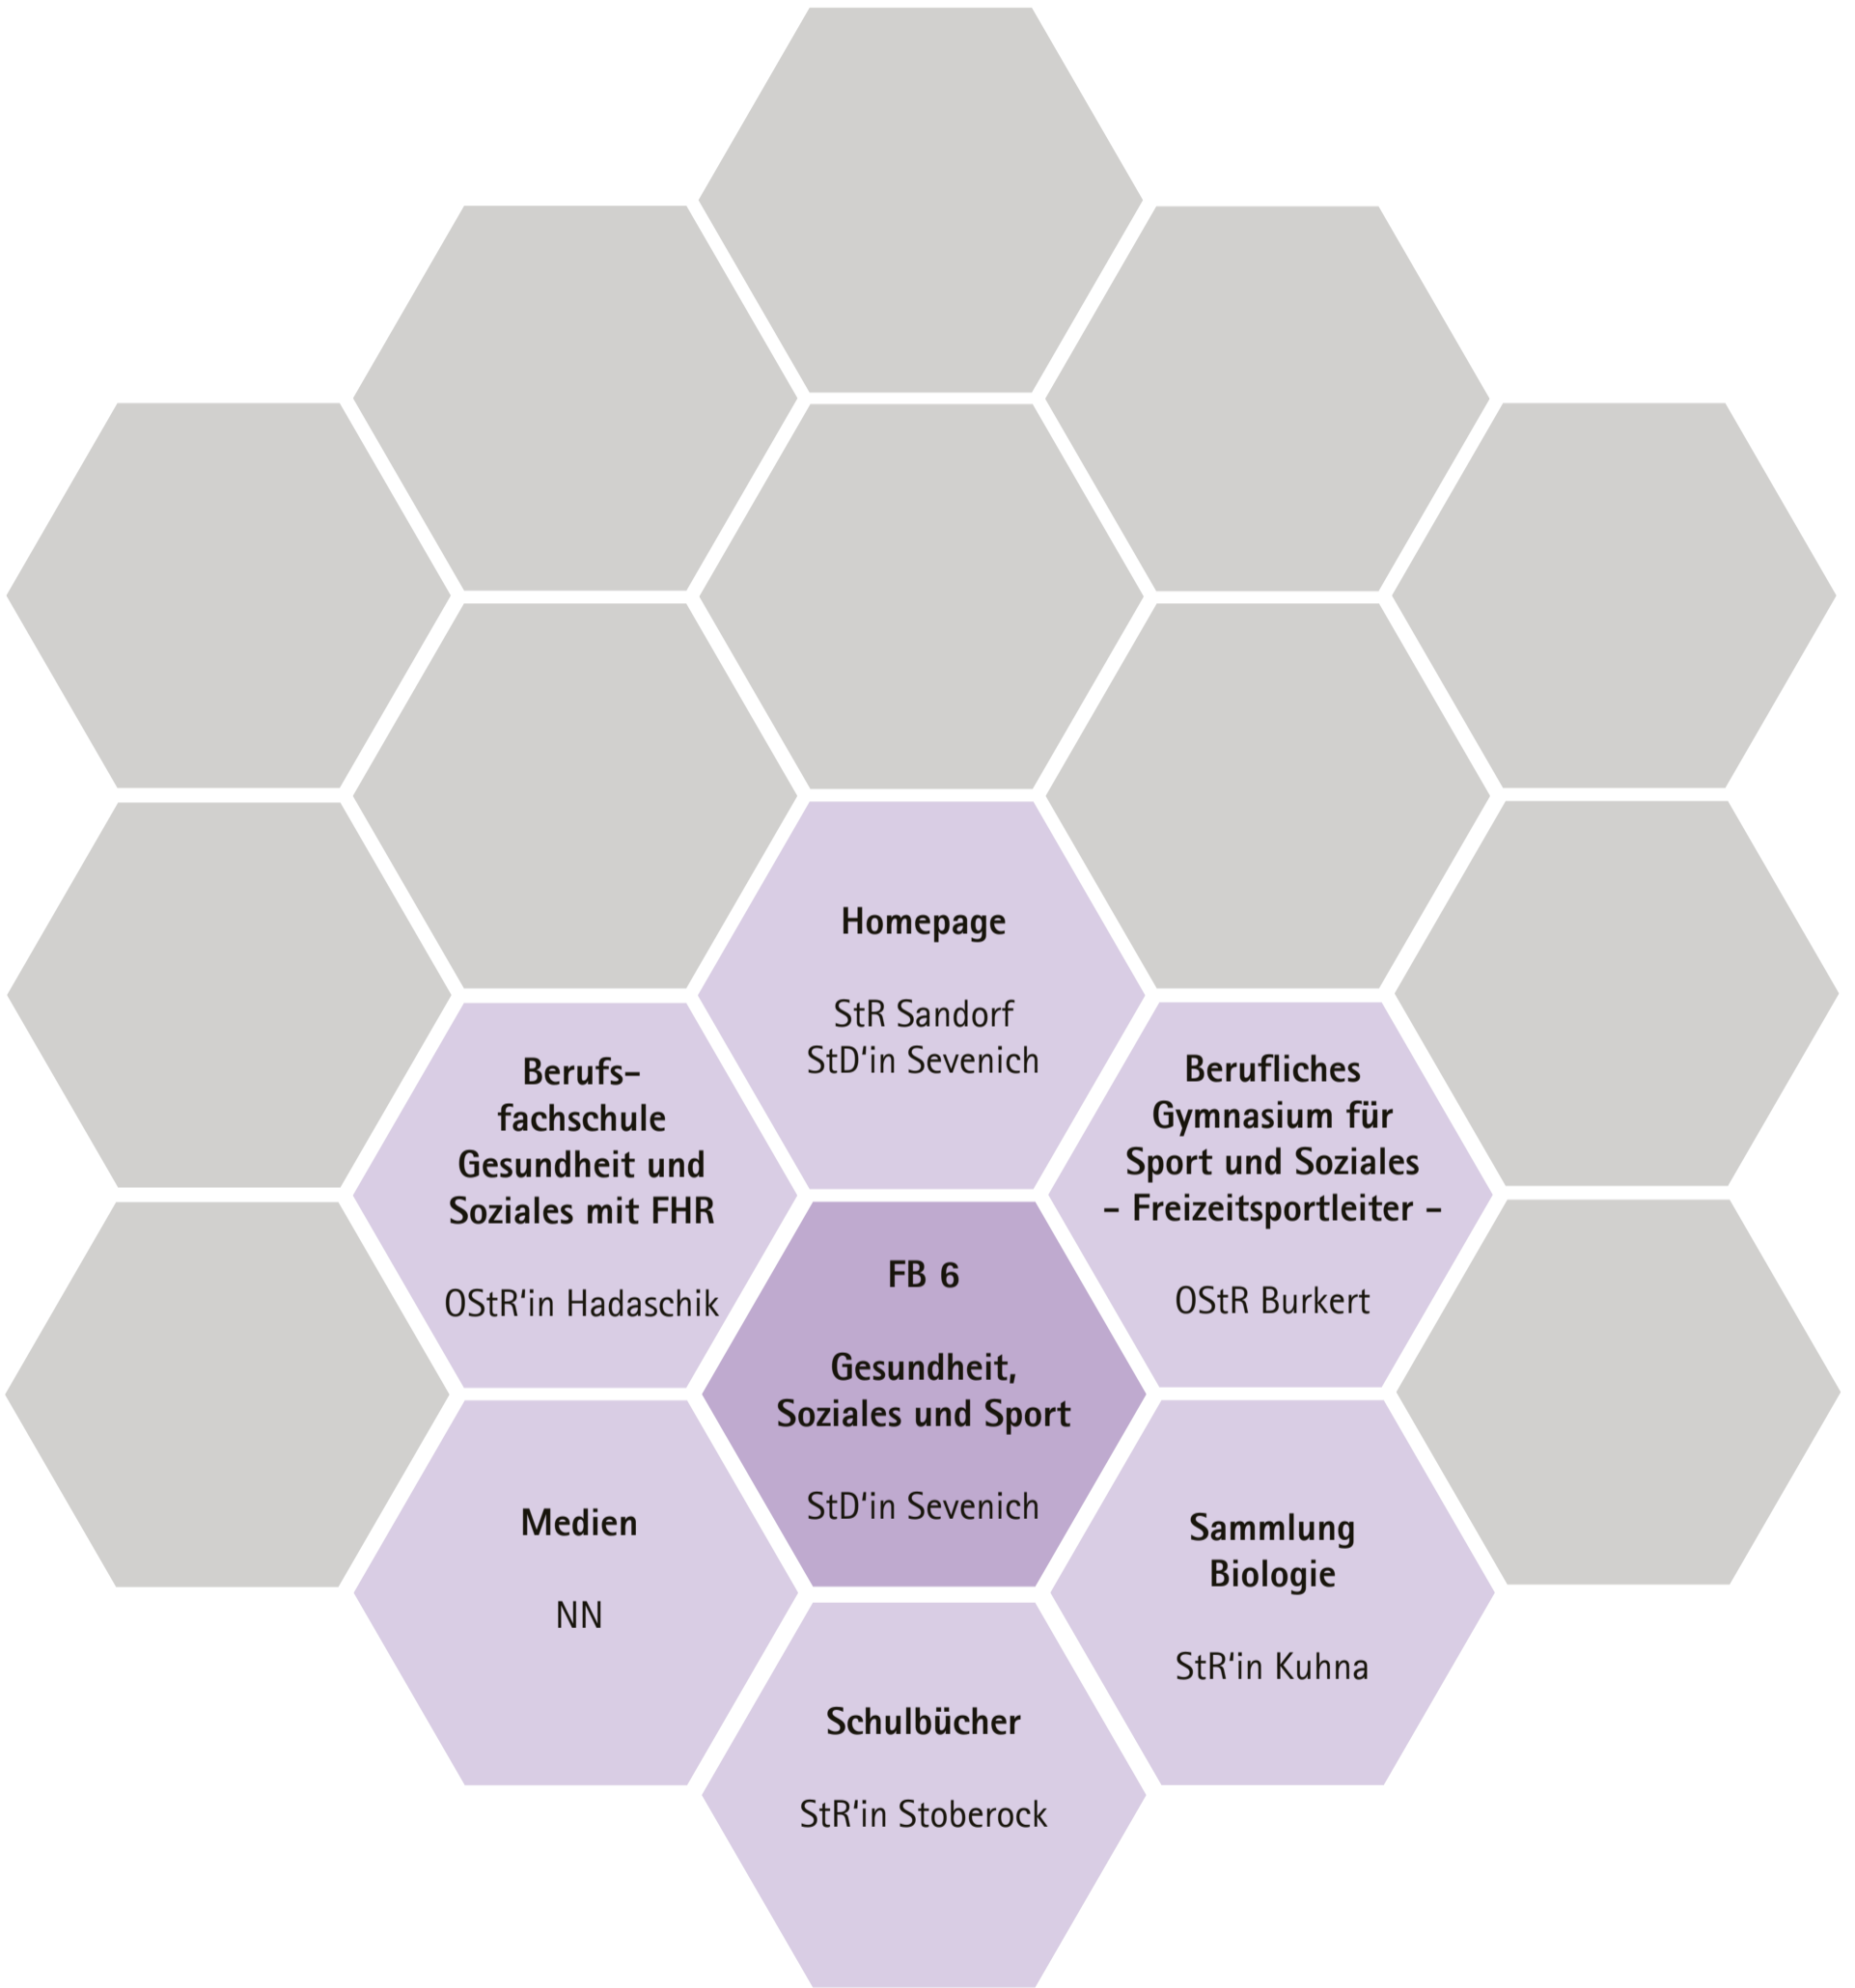 Homepage
StR Sandorf
StD'in Sevenich
Berufs-
fachschule
Gesundheit und
Soziales mit FHR
OStR'in Hadaschik
Berufliches
Gymnasium für
Sport und Soziales
- Freizeitsportleiter -
OStR Burkert
FB 6
Gesundheit,
Soziales und Sport
StD'in Sevenich
Medien
NN
Sammlung
Biologie
StR'in Kuhna
Schulbücher
StR'in Stoberock